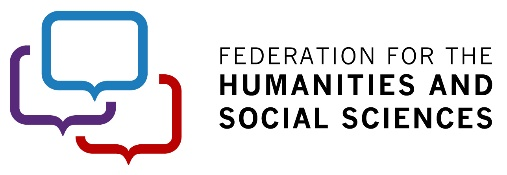 FEDERATION FOR THE
HUMANITIES AND
SOCIAL SCIENCES